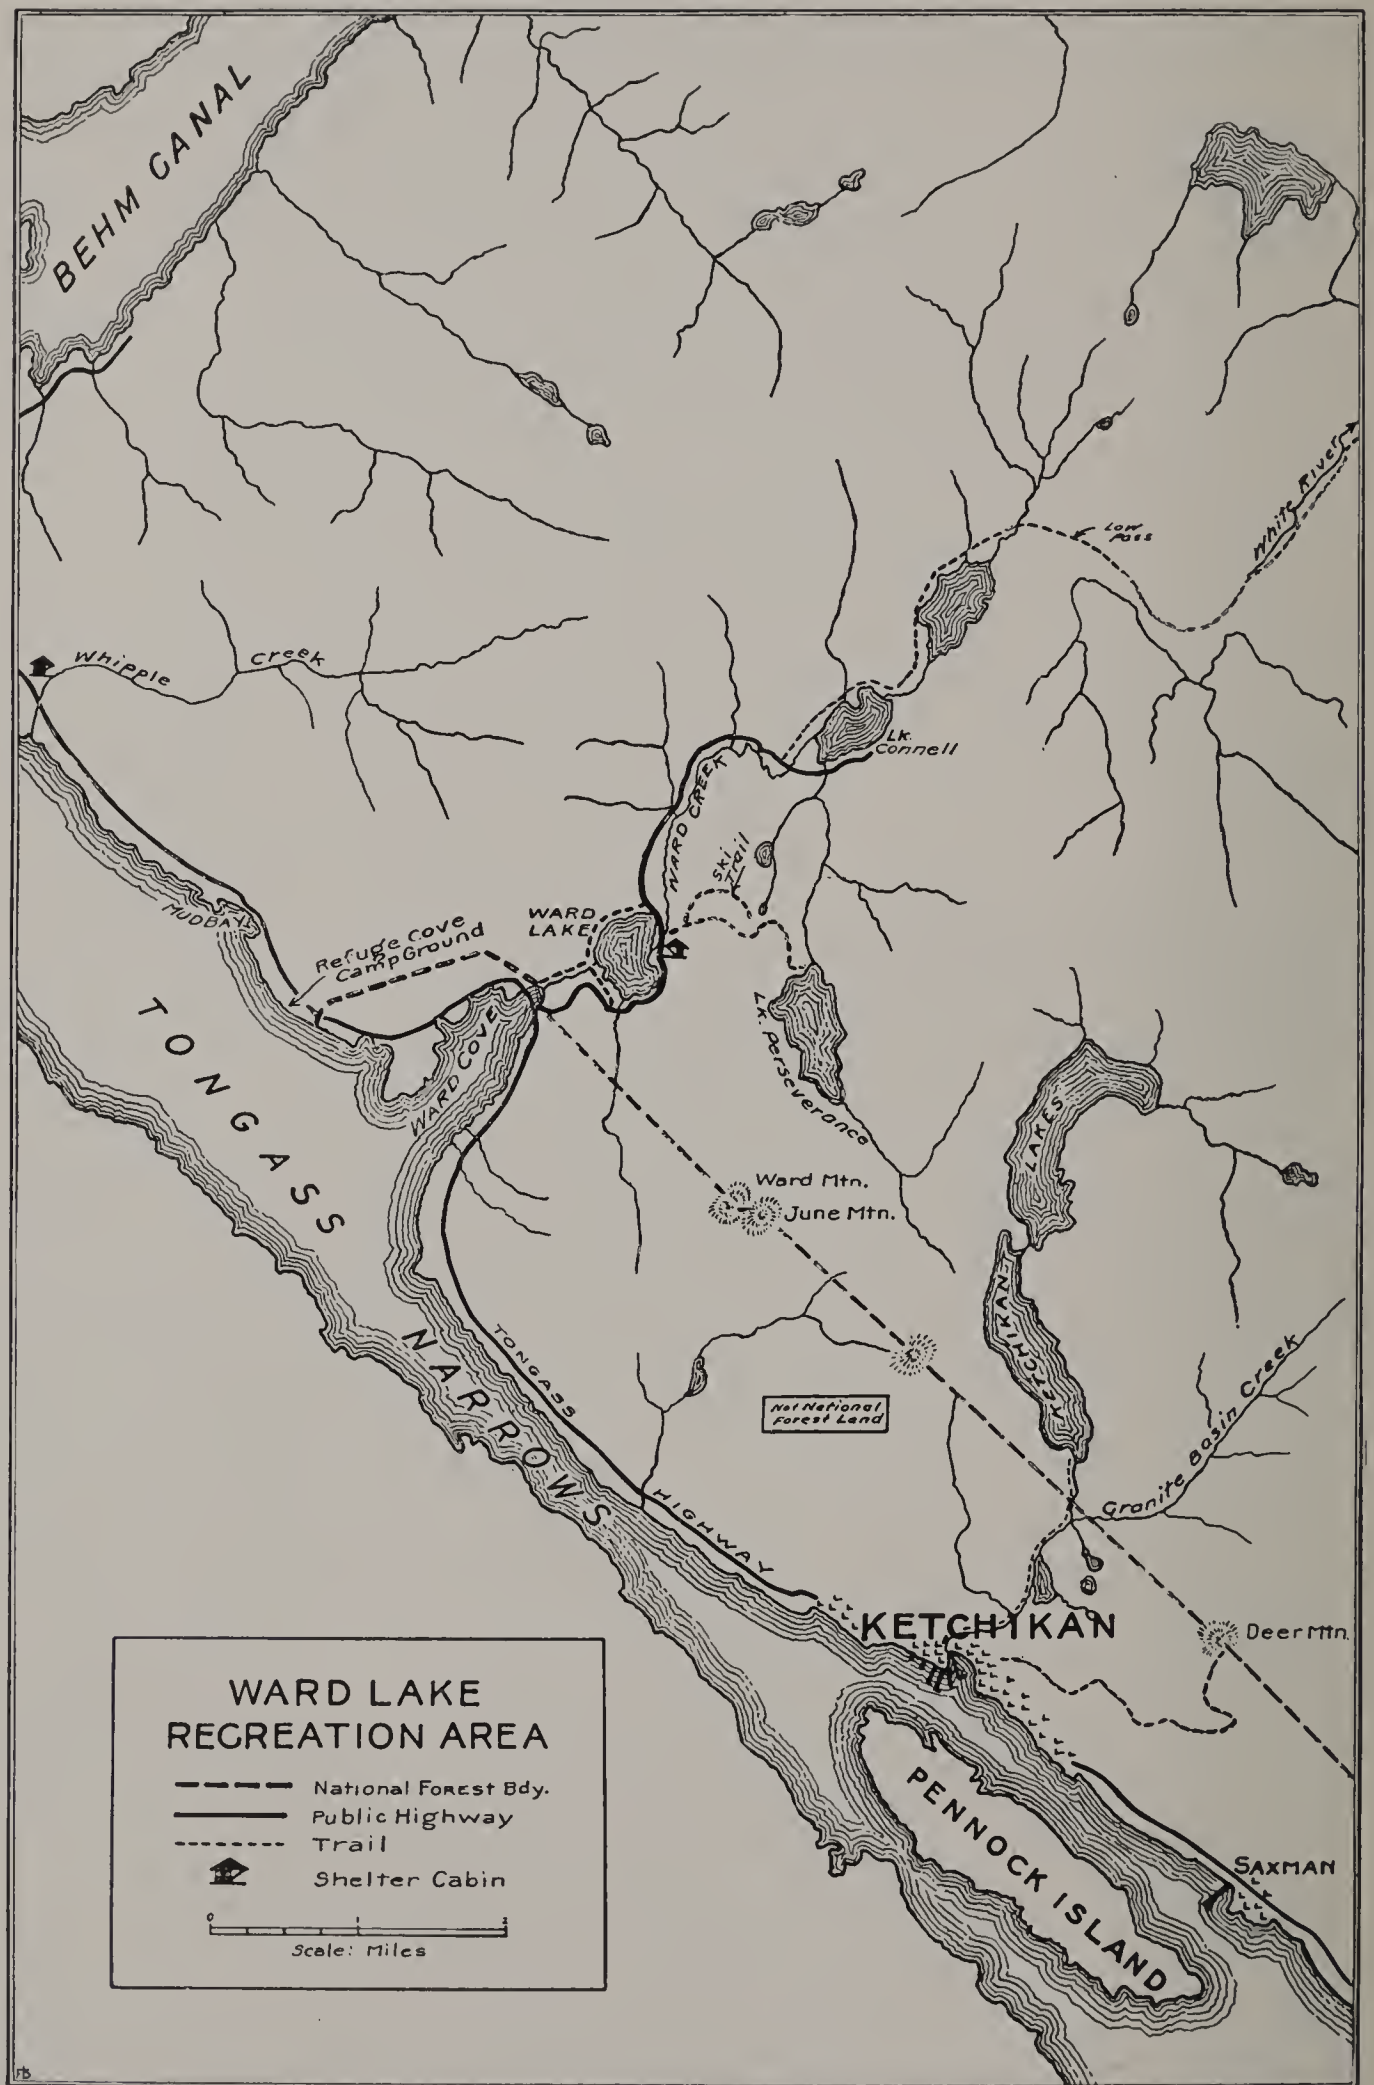 BEHM CANAL
Low
Pass
White River
Whipple Creek
Lk.
Connell
WARD CREEK
SKI
Trail
WARD
LAKE
MUD BAY
Refuge Cove
Camp Ground
WARD COVE
Lk. Perseverance
TONGASS
NARROWS
Ward Mtn.
June Mtn.
KETCHIKAN
LAKES
TONGASS
HIGHWAY
Not National
Forest Land
Granite Basin Creek
KETCHIKAN
Deer Mtn.
PENNOCK ISLAND
SAXMAN
WARD LAKE
RECREATION AREA
National Forest Bdy.
Public Highway
Trail
Shelter Cabin
0 1 2
Scale: Miles